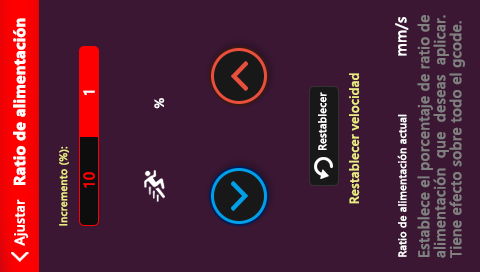 Ajustar Ratio de alimentación
Incremento (%):
10 1
%
Restablecer
Restablecer velocidad
Ratio de alimentación actual mm/s
Establece el porcentaje de ratio de
alimentación que deseas aplicar.
Tiene efecto sobre todo el gcode.